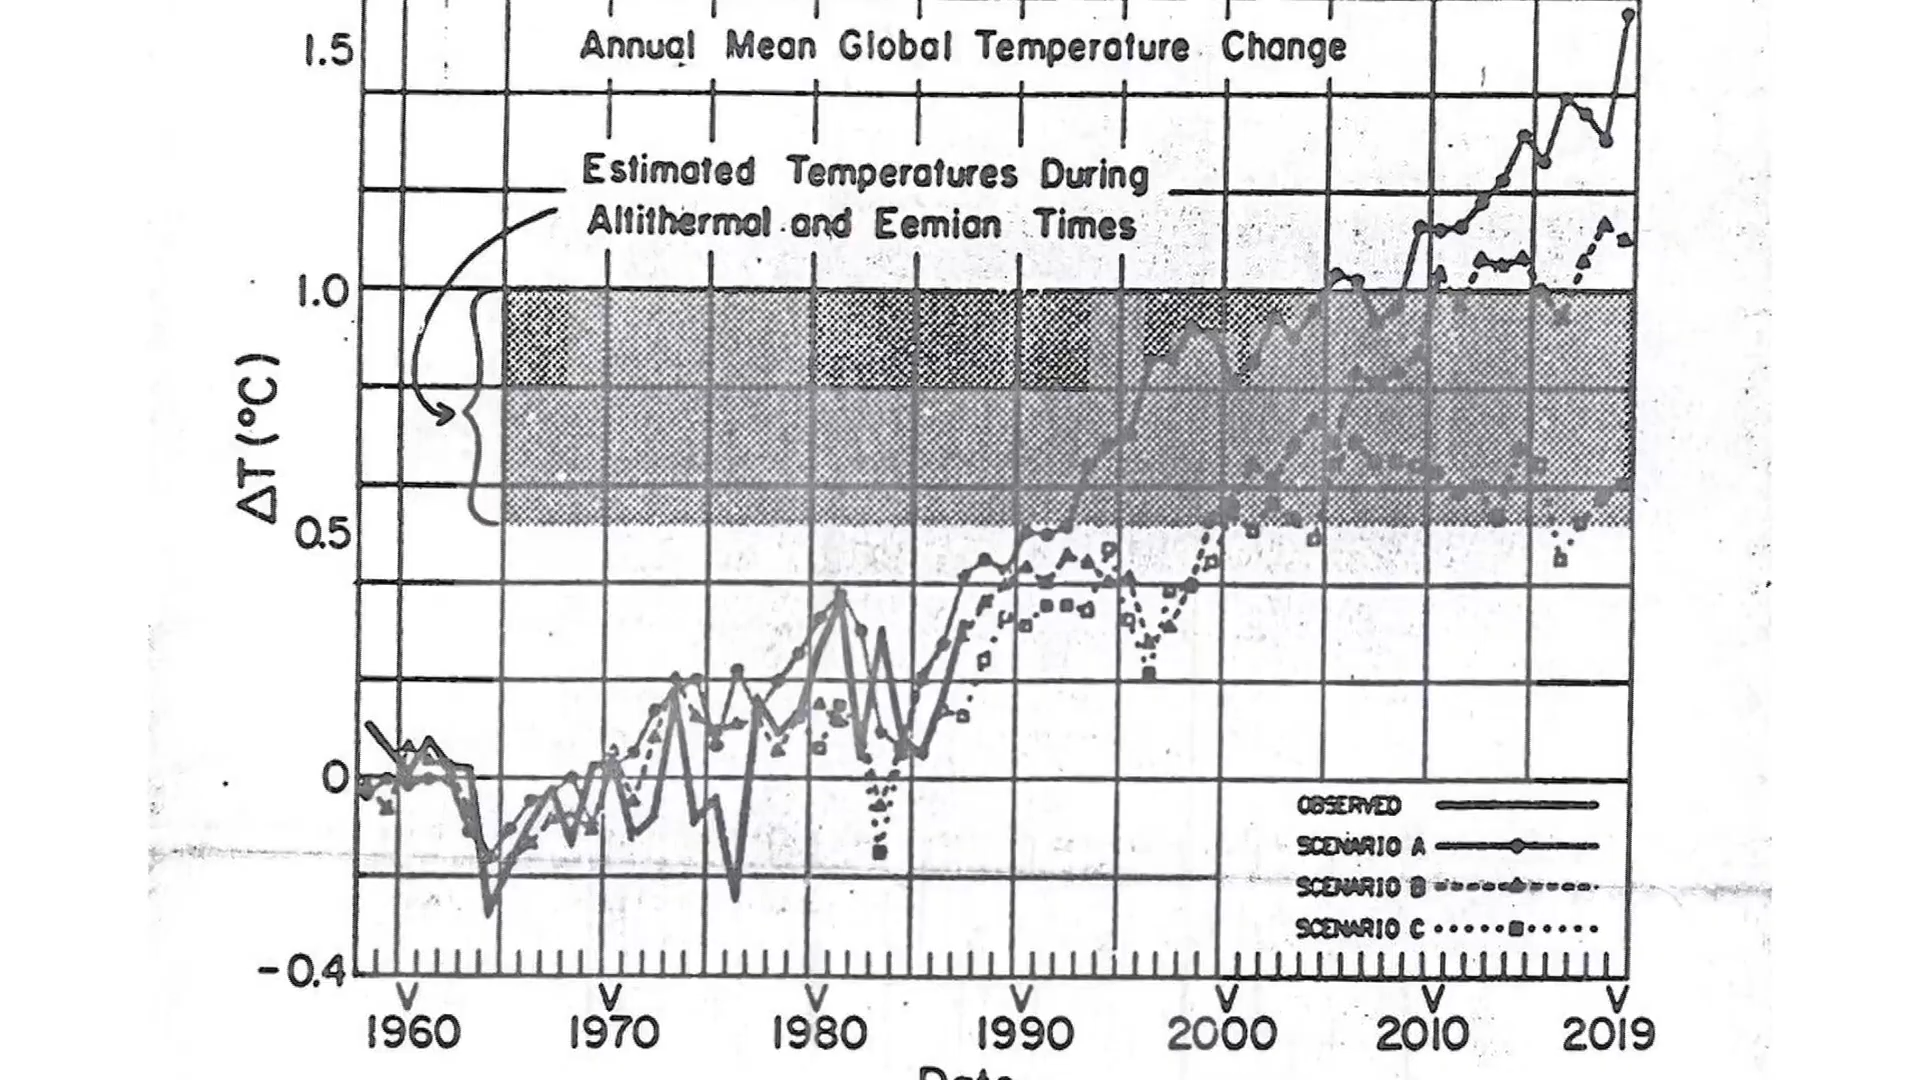 1.5
Annual Mean Global Temperature Change
Estimated Temperatures During
Altithermal and Eemian Times
1.0
ΔT (°C)
0.5
0
OBSERVED
SCENARIO A
SCENARIO B
SCENARIO C
-0.4
1960 1970 1980 1990 2000 2010 2019
Date